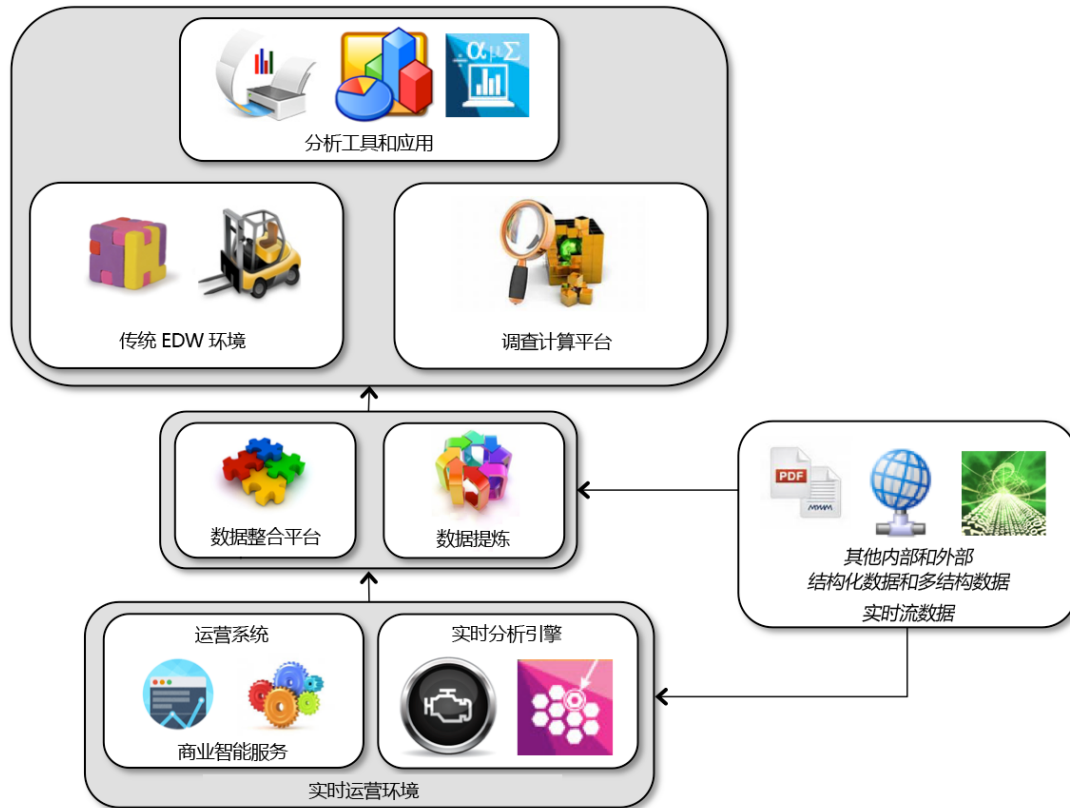 ÷αμΣ
分析工具和应用
传统 EDW 环境
调查计算平台
数据整合平台
数据提炼
PDF
其他内部和外部
结构化数据和多结构数据
实时流数据
运营系统
实时分析引擎
商业智能服务
实时运营环境